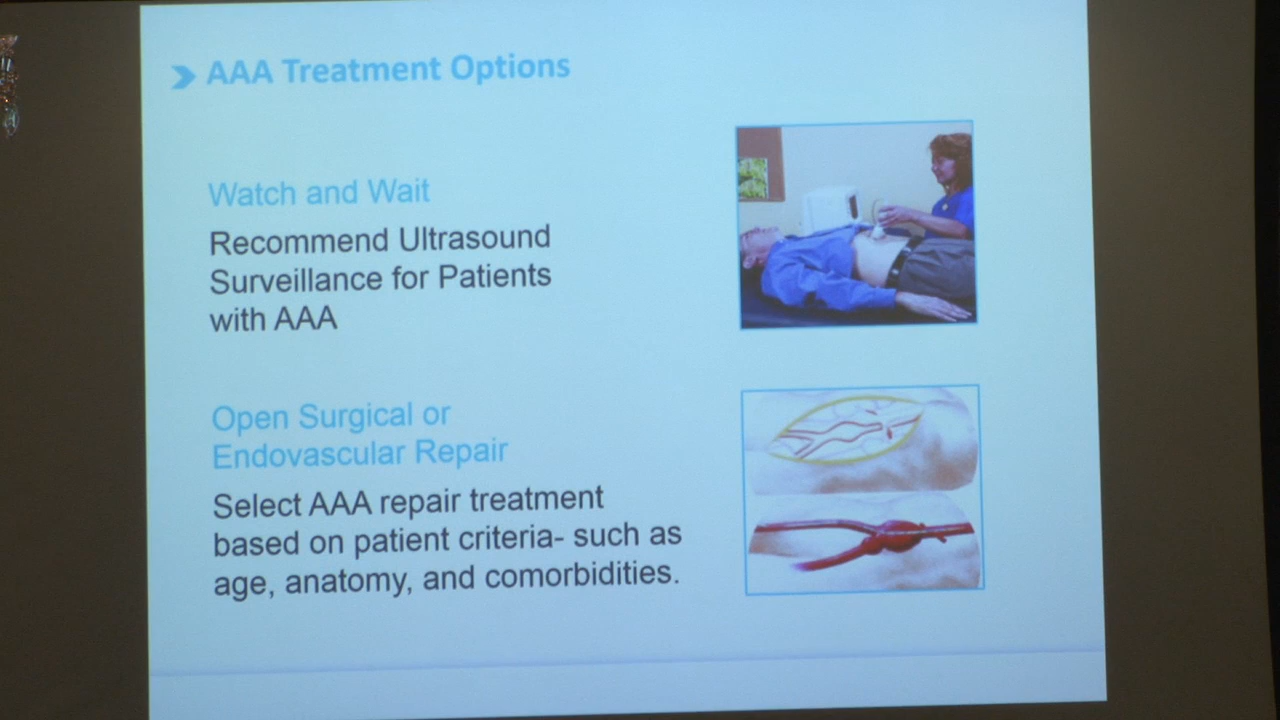 AAA Treatment Options
Watch and Wait
Recommend Ultrasound
Surveillance for Patients
with AAA
Open Surgical or
Endovascular Repair
Select AAA repair treatment
based on patient criteria- such as
age, anatomy, and comorbidities.